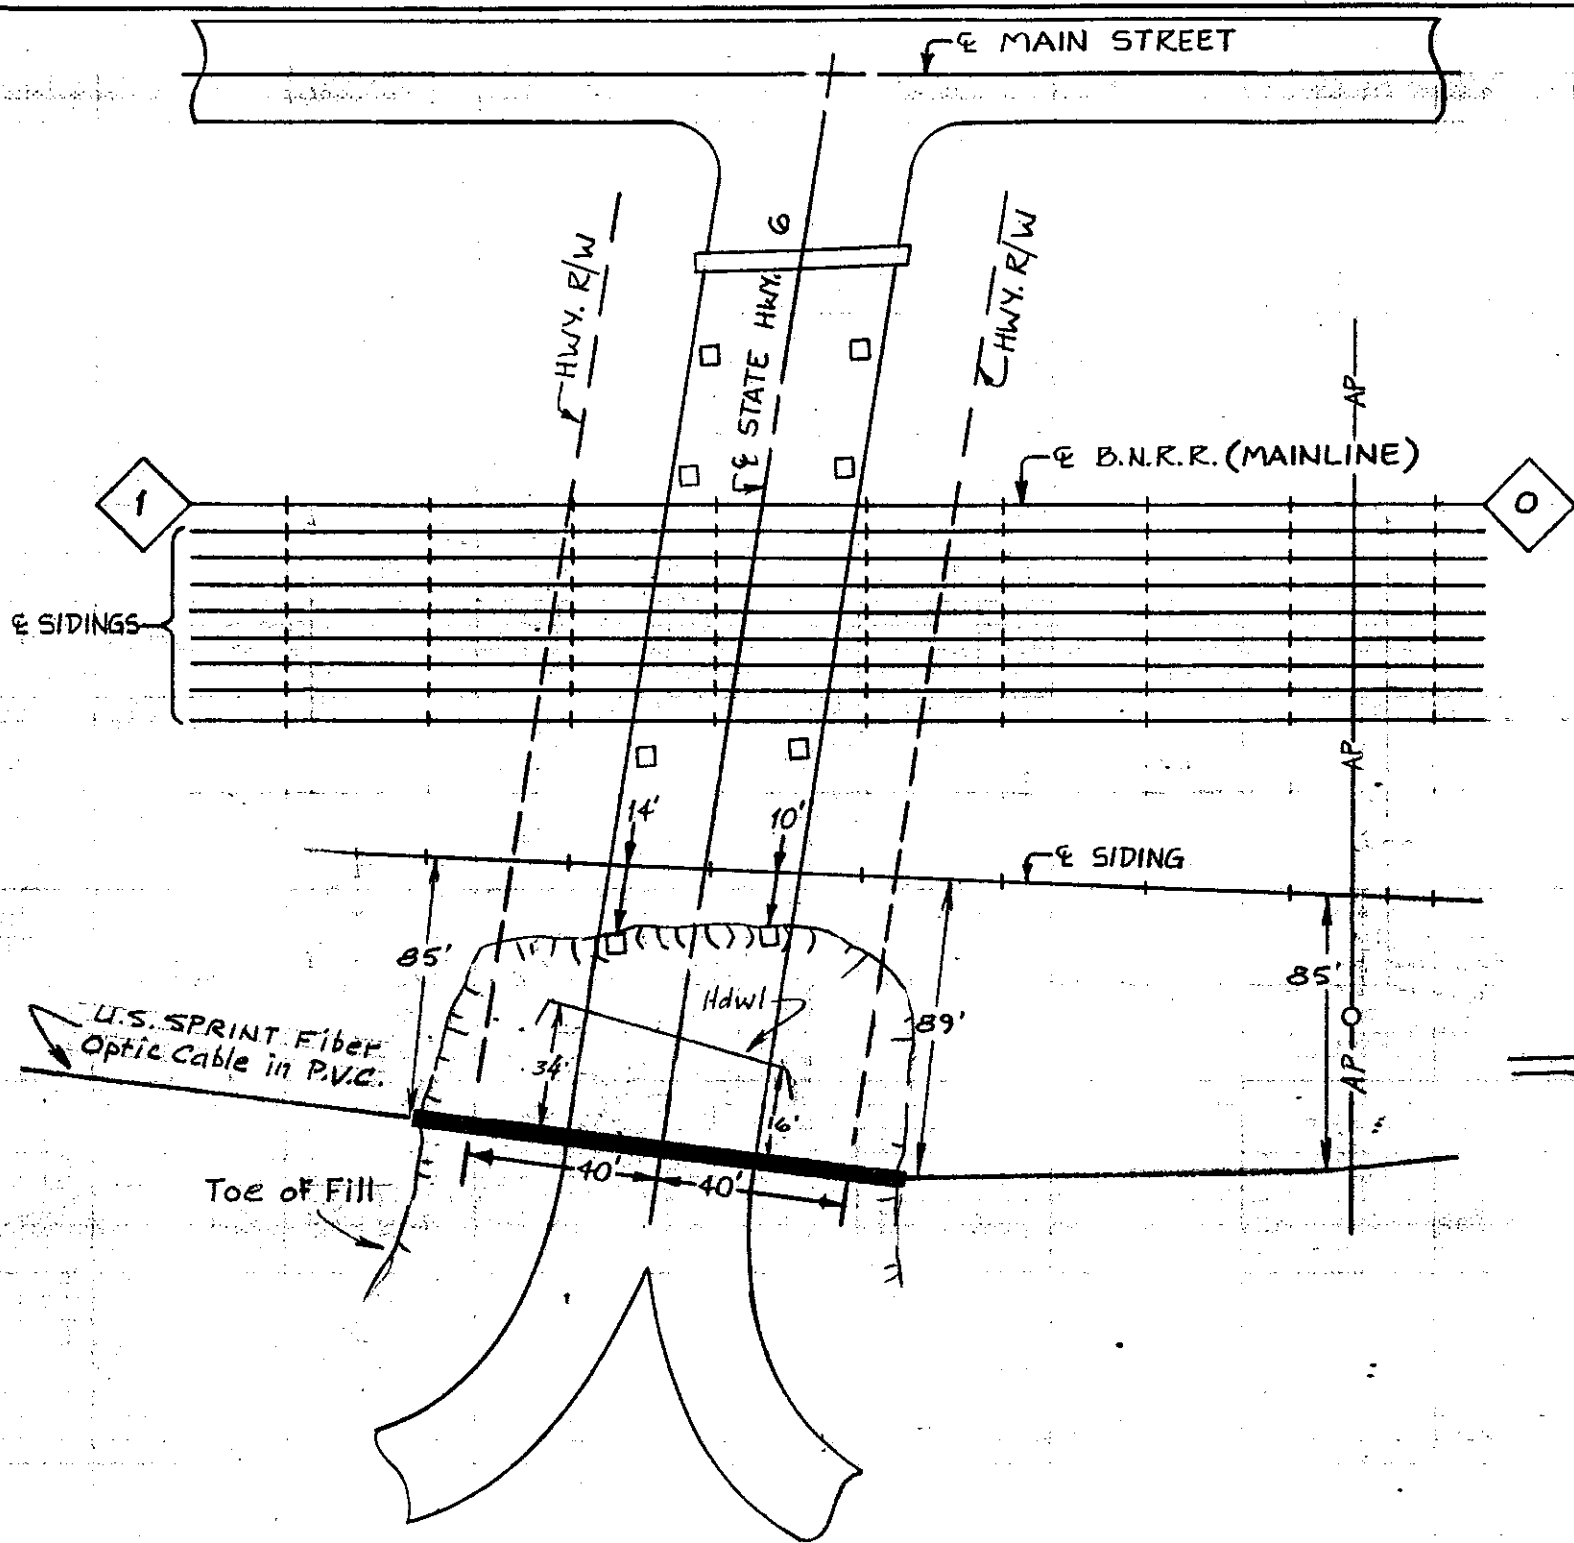 ℄ MAIN STREET
HWY. R/W
℄ STATE HWY. 6
HWY. R/W
AP
℄ B.N.R.R. (MAINLINE)
1
0
℄ SIDINGS
AP
14'
10'
℄ SIDING
85'
Hdwl
89'
85'
U.S. SPRINT Fiber
Optic Cable in P.V.C.
34'
AP
16'
40'
40'
Toe of Fill